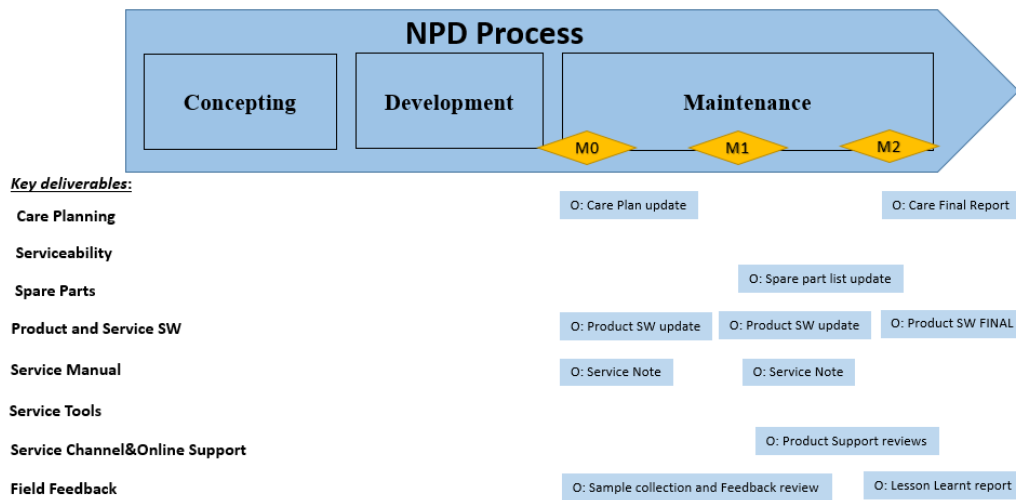 NPD Process
Concepting
Development
Maintenance
M0
M1
M2
Key deliverables:
Care Planning
O: Care Plan update
O: Care Final Report
Serviceability
Spare Parts
O: Spare part list update
Product and Service SW
O: Product SW update
O: Product SW update
O: Product SW FINAL
Service Manual
O: Service Note
O: Service Note
Service Tools
Service Channel&Online Support
O: Product Support reviews
Field Feedback
O: Sample collection and Feedback review
O: Lesson Learnt report